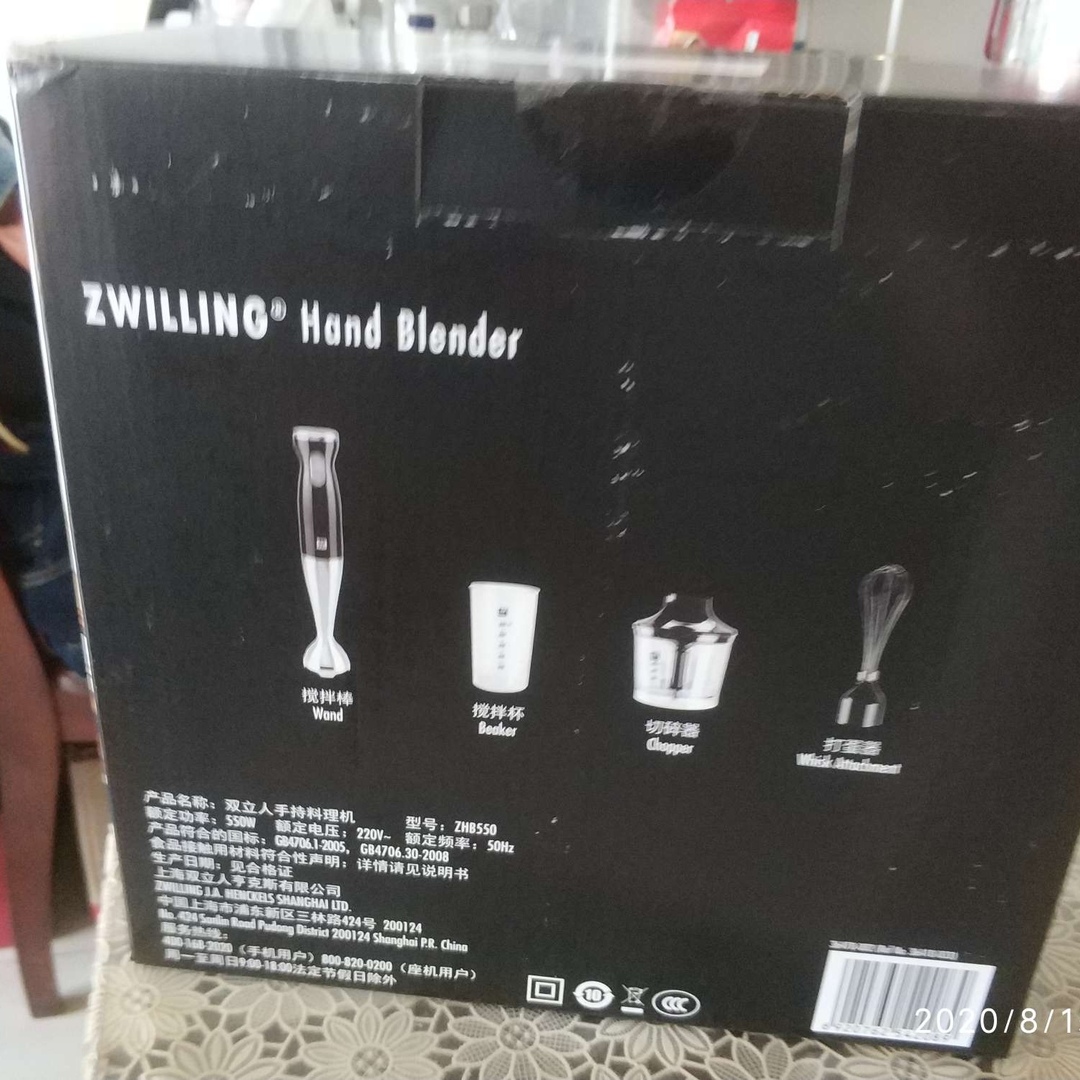 ZWILLING® Hand Blender
搅拌棒
Wand
搅拌杯
Beaker
切碎器
Chopper
打蛋器
Whisk Attachment
产品名称：双立人手持料理机 型号：ZHB550
额定功率：550W 额定电压：220V~ 额定频率：50Hz
产品符合的国标：GB4706.1-2005，GB4706.30-2008
食品接触用材料符合性声明：详情请见说明书
生产日期：见合格证
上海双立人亨克斯有限公司
ZWILLING J.A. HENCKELS SHANGHAI LTD.
中国上海市浦东新区三林路424号 200124
No. 424 Sanlin Road Pudong District 200124 Shanghai P.R. China
服务热线：
400-168-2020（手机用户）800-820-0200（座机用户）
周一至周日9:00-18:00法定节假日除外
10
CCC
2020/8/1